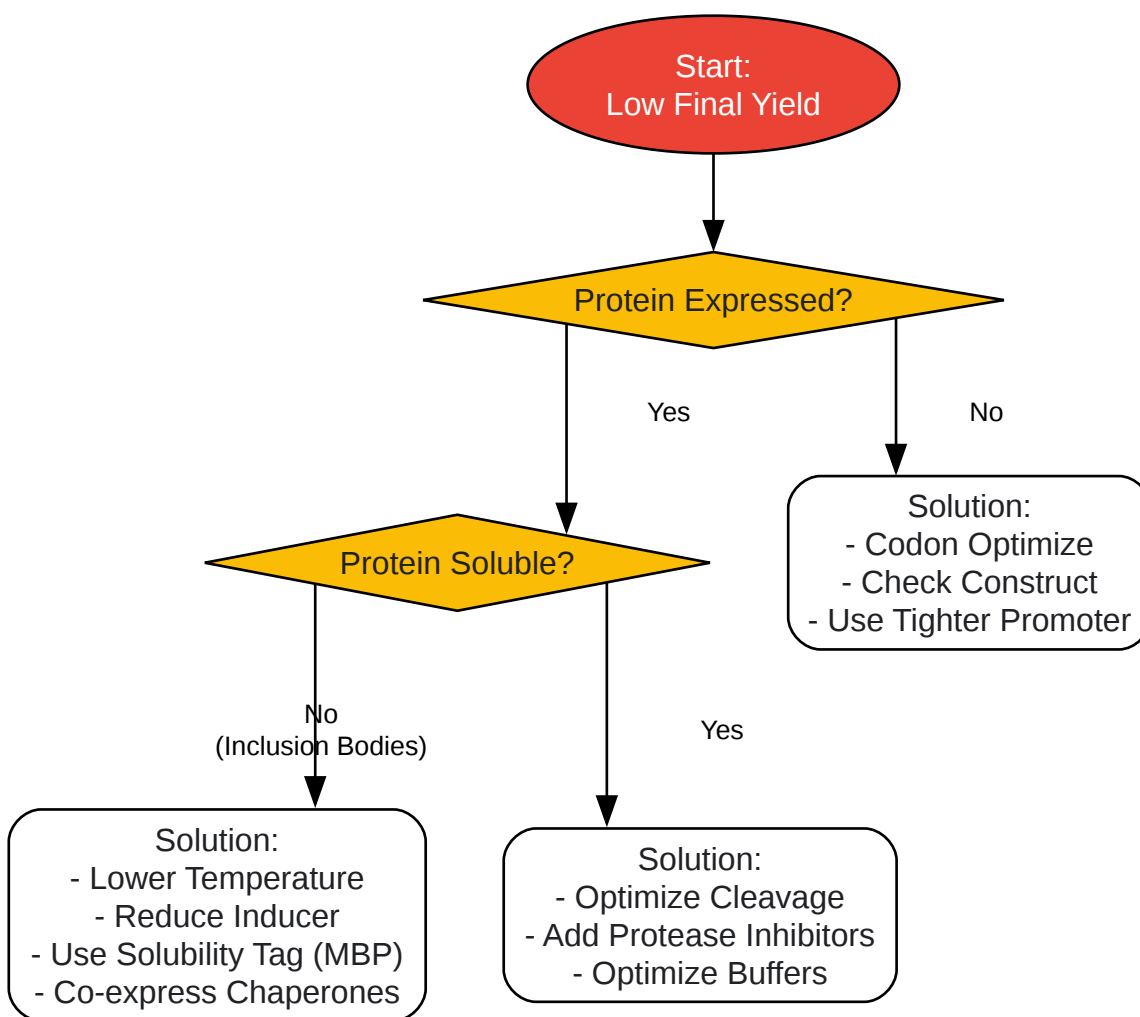 Start:
Low Final Yield
Protein Expressed?
Yes
No
Solution:
- Codon Optimize
- Check Construct
- Use Tighter Promoter
Protein Soluble?
No
(Inclusion Bodies)
Yes
Solution:
- Lower Temperature
- Reduce Inducer
- Use Solubility Tag (MBP)
- Co-express Chaperones
Solution:
- Optimize Cleavage
- Add Protease Inhibitors
- Optimize Buffers